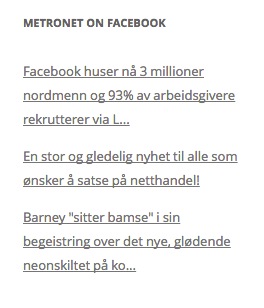 METRONET ON FACEBOOK
Facebook huser nå 3 millioner
nordmenn og 93% av arbeidsgivere
rekrutterer via L...
En stor og gledelig nyhet til alle som
ønsker å satse på netthandel!
Barney "sitter bamse" i sin
begeistring over det nye, glødende
neonskiltet på ko...